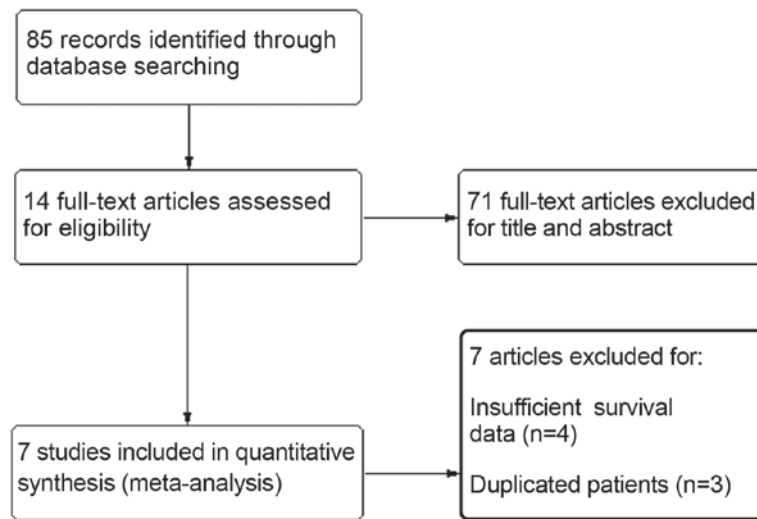 85 records identified through
database searching
14 full-text articles assessed
for eligibility
71 full-text articles excluded
for title and abstract
7 studies included in quantitative
synthesis (meta-analysis)
7 articles excluded for:
Insufficient survival
data (n=4)
Duplicated patients (n=3)